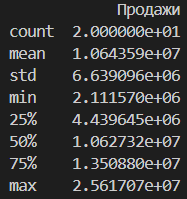 Продажи
count 2.000000e+01
mean 1.064359e+07
std 6.639096e+06
min 2.111570e+06
25% 4.439645e+06
50% 1.062732e+07
75% 1.350880e+07
max 2.561707e+07